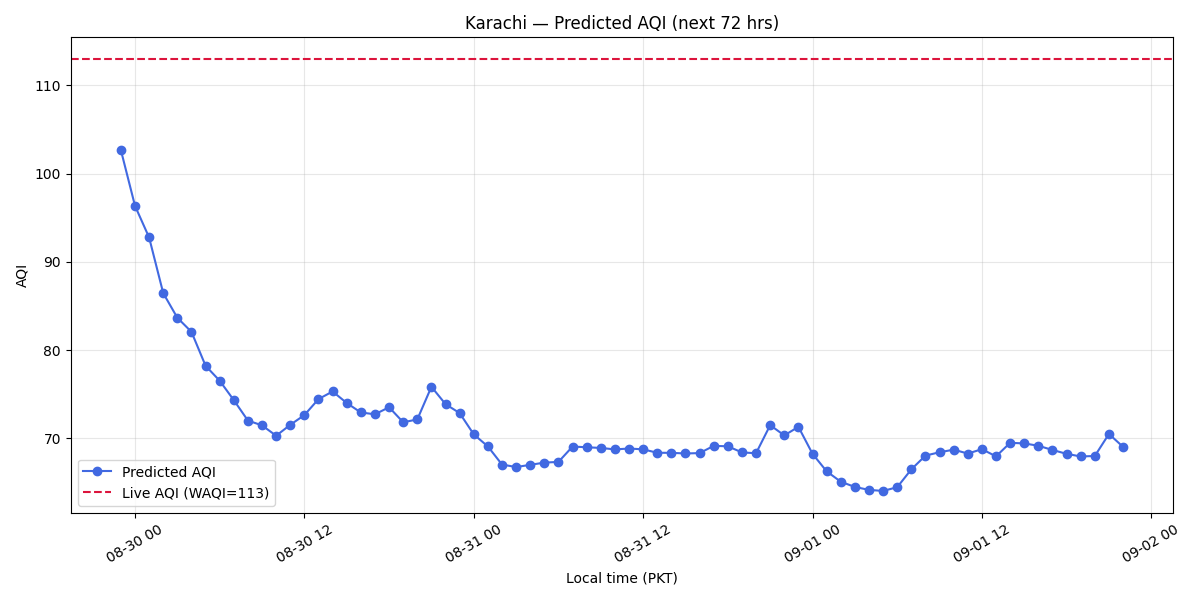 Karachi — Predicted AQI (next 72 hrs)
110
100
90
80
70
AQI
Predicted AQI
Live AQI (WAQI=113)
08-30 00
08-30 12
08-31 00
08-31 12
09-01 00
09-01 12
09-02 00
Local time (PKT)